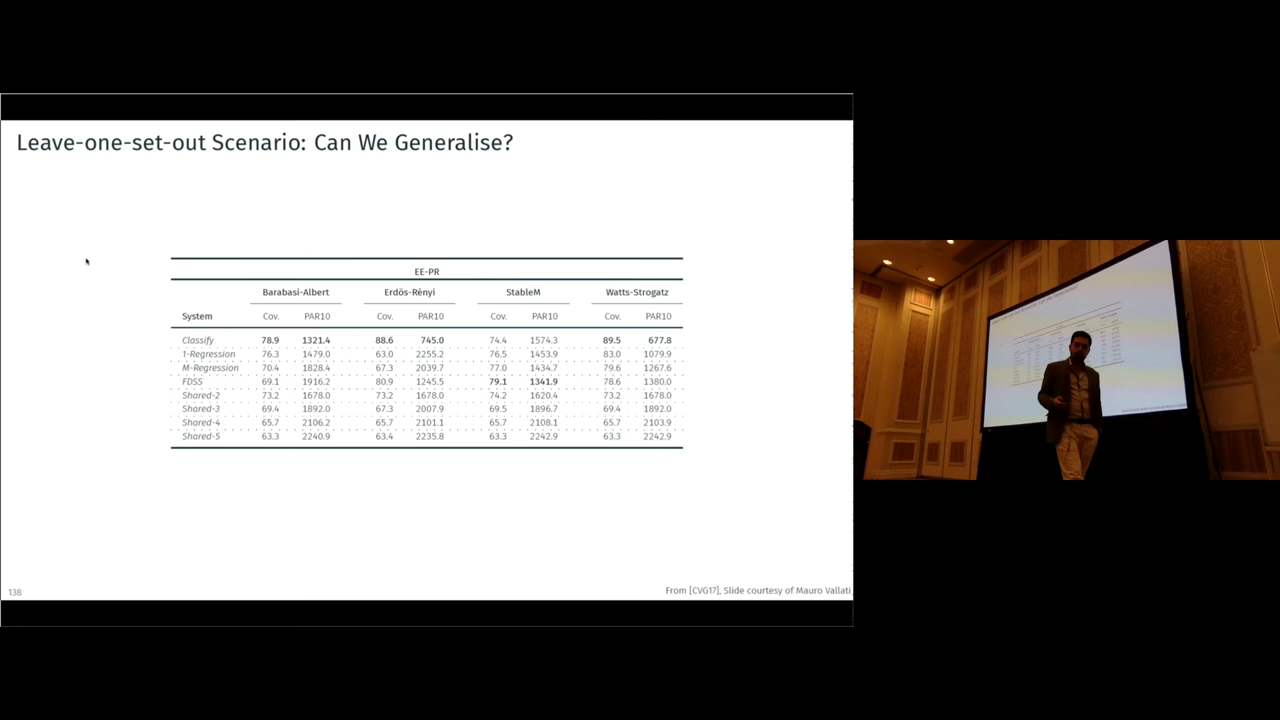 Leave-one-set-out Scenario: Can We Generalise?
EE-PR
Barabasi-Albert Erdös-Rényi StableM Watts-Strogatz
System Cov. PAR10 Cov. PAR10 Cov. PAR10 Cov. PAR10
Classify 78.9 1321.4 88.6 745.0 74.4 1574.3 89.5 677.8
1-Regression 76.3 1479.0 63.0 2255.2 76.5 1453.9 83.0 1079.9
M-Regression 70.4 1828.4 67.3 2039.7 77.0 1434.7 79.6 1267.6
FDSS 69.1 1916.2 80.9 1245.5 79.1 1341.9 78.6 1380.0
Shared-2 73.2 1678.0 73.2 1678.0 74.2 1620.4 73.2 1678.0
Shared-3 69.4 1892.0 67.3 2007.9 69.5 1896.7 69.4 1892.0
Shared-4 65.7 2106.2 65.7 2101.1 65.7 2108.1 65.7 2103.9
Shared-5 63.3 2240.9 63.4 2235.8 63.3 2242.9 63.3 2242.9
138
From [CVG17], Slide courtesy of Mauro Vallati